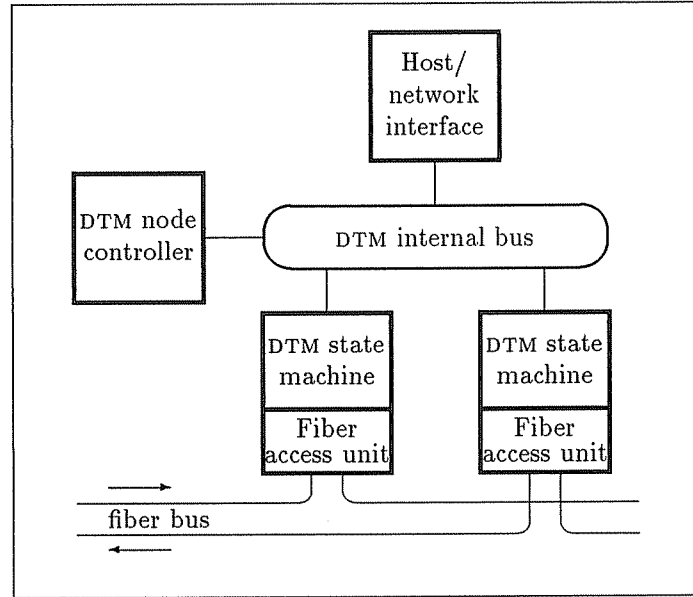 Host/
network
interface
DTM node
controller
DTM internal bus
DTM state
machine
Fiber
access unit
DTM state
machine
Fiber
access unit
fiber bus